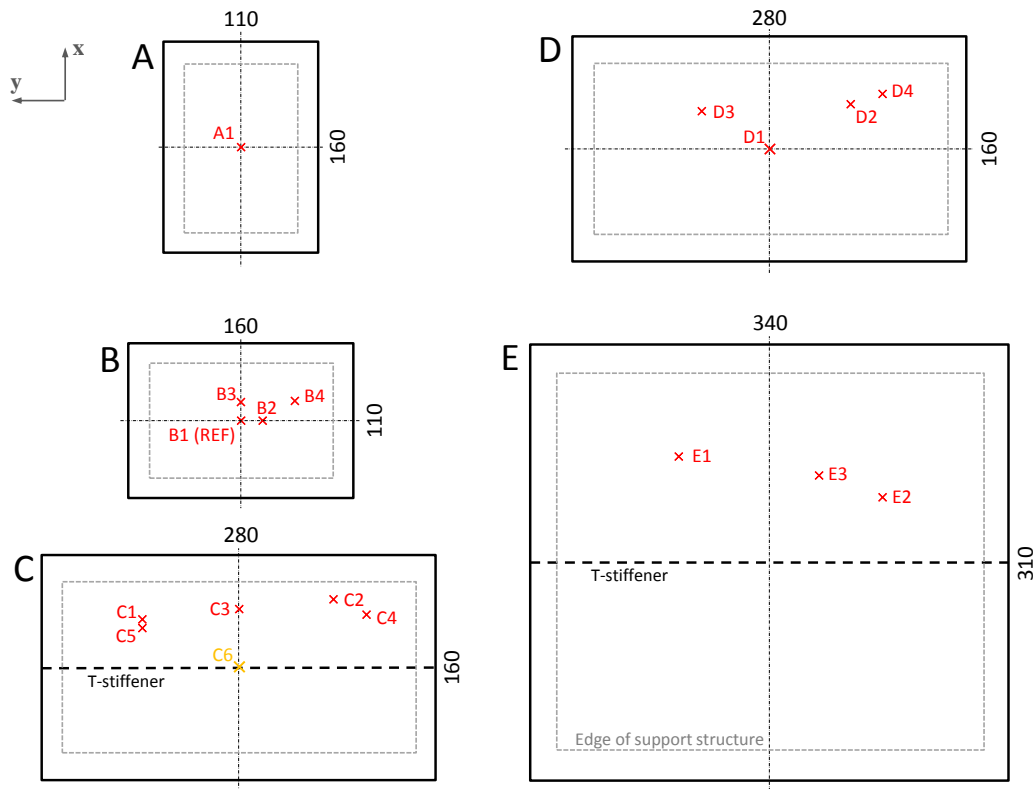 x
y
A
110
A1
160
D
280
D4
D3
D2
D1
160
B
160
B3
B4
B2
B1 (REF)
110
E
340
E1
E3
E2
T-stiffener
310
Edge of support structure
C
280
C1
C2
C3
C4
C5
C6
T-stiffener
160